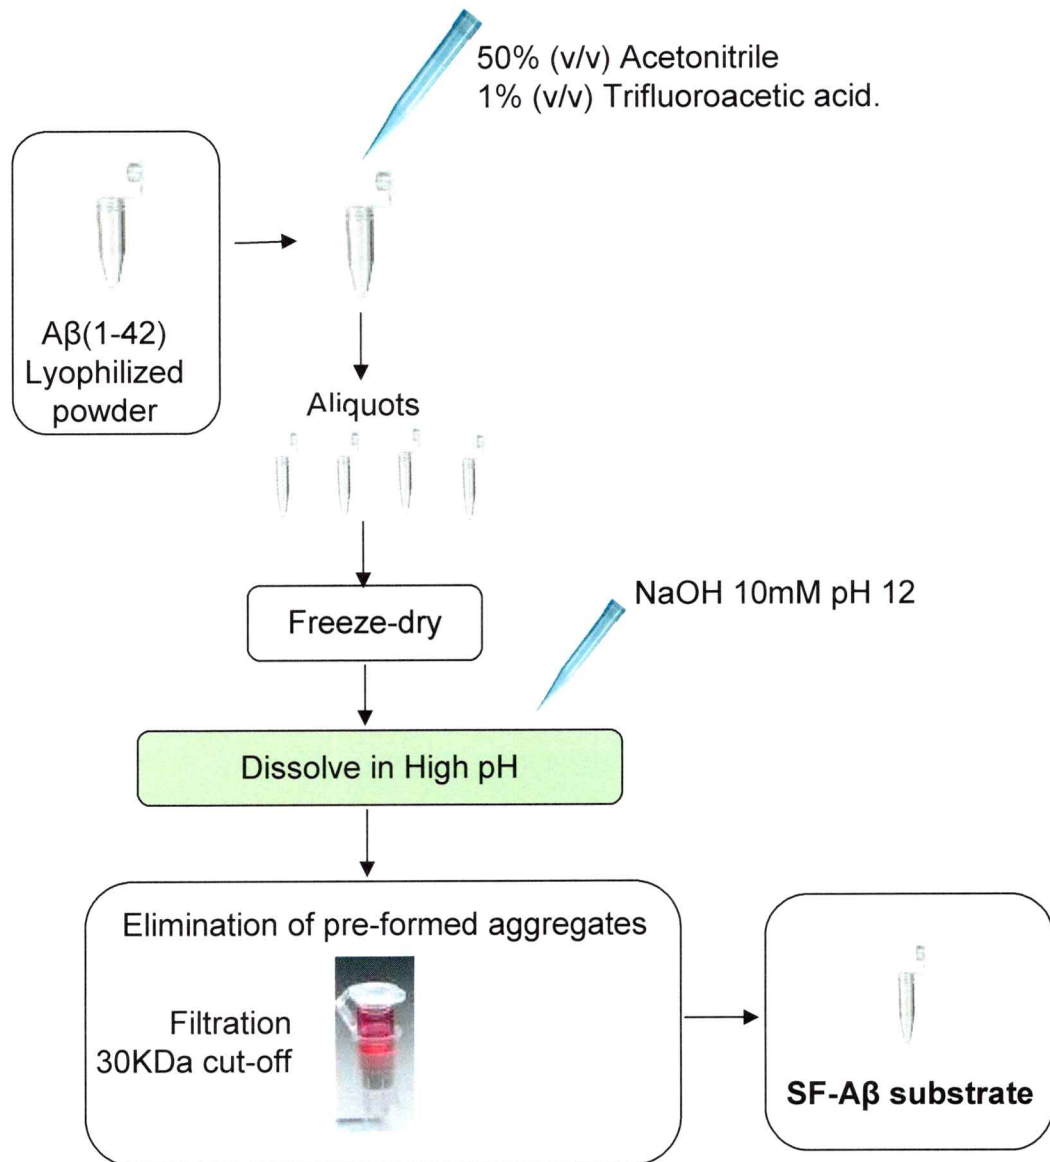 50% (v/v) Acetonitrile
1% (v/v) Trifluoroacetic acid.
Aβ(1-42)
Lyophilized
powder
Aliquots
Freeze-dry
NaOH 10mM pH 12
Dissolve in High pH
Elimination of pre-formed aggregates
Filtration
30KDa cut-off
SF-Aβ substrate